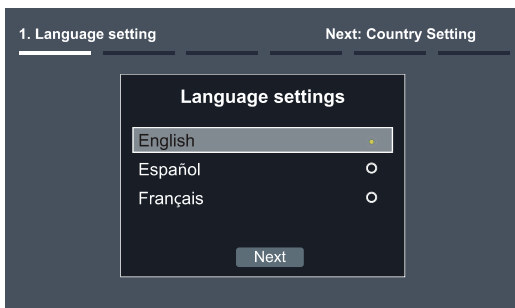 1. Language setting
Next: Country Setting
Language settings
English
Español
Français
Next